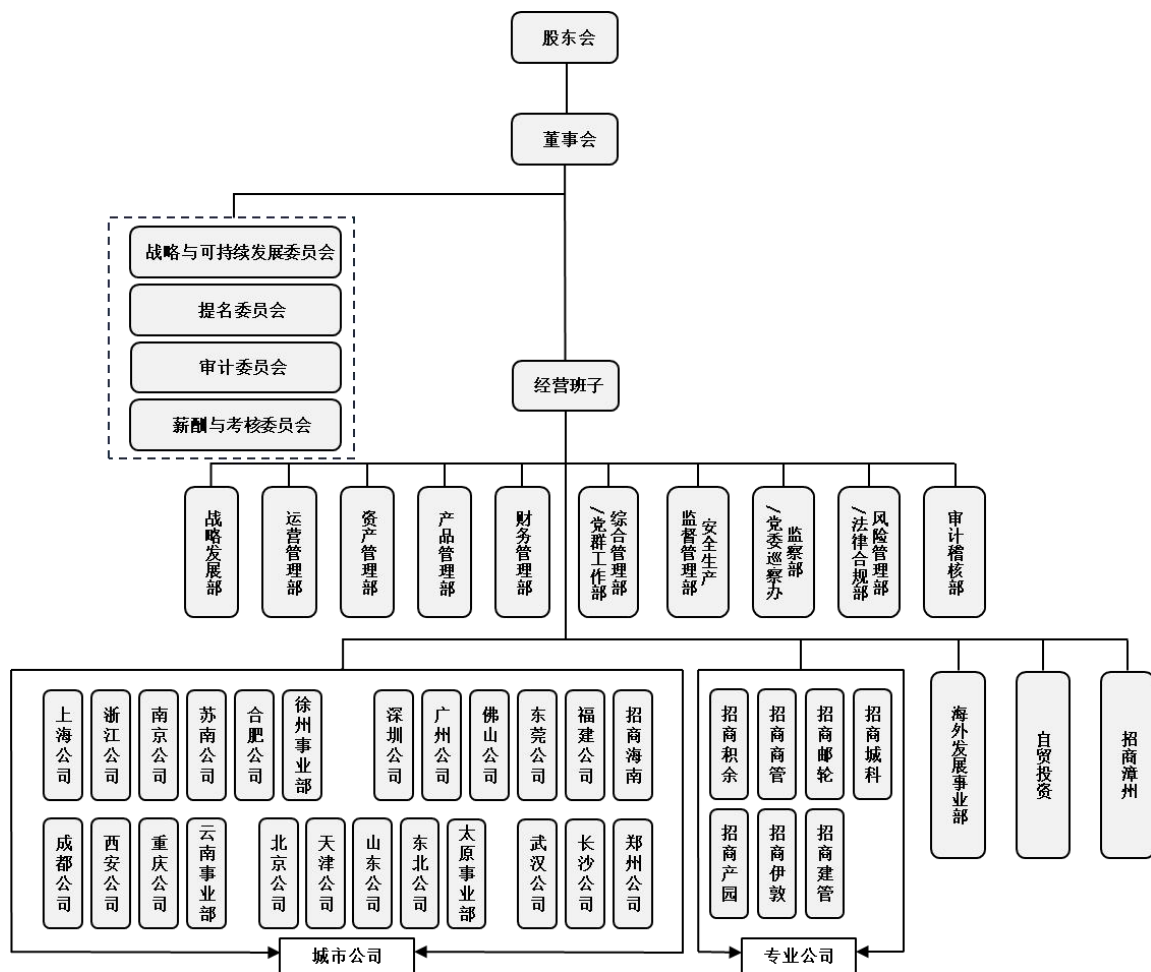 股东会
董事会
战略与可持续发展委员会
提名委员会
审计委员会
薪酬与考核委员会
经营班子
战略发展部
运营管理部
资产管理部
产品管理部
财务管理部
综合管理部
/党群工作部
安全生产
监督管理部
监察部
/党委巡察办
风险管理部
/法律合规部
审计稽核部
上海公司
浙江公司
南京公司
苏南公司
合肥公司
徐州事业部
深圳公司
广州公司
佛山公司
东莞公司
福建公司
招商海南
成都公司
西安公司
重庆公司
云南事业部
北京公司
天津公司
山东公司
东北公司
太原事业部
武汉公司
长沙公司
郑州公司
城市公司
招商积余
招商商管
招商邮轮
招商城科
招商产园
招商伊敦
招商建管
专业公司
海外发展事业部
自贸投资
招商漳州